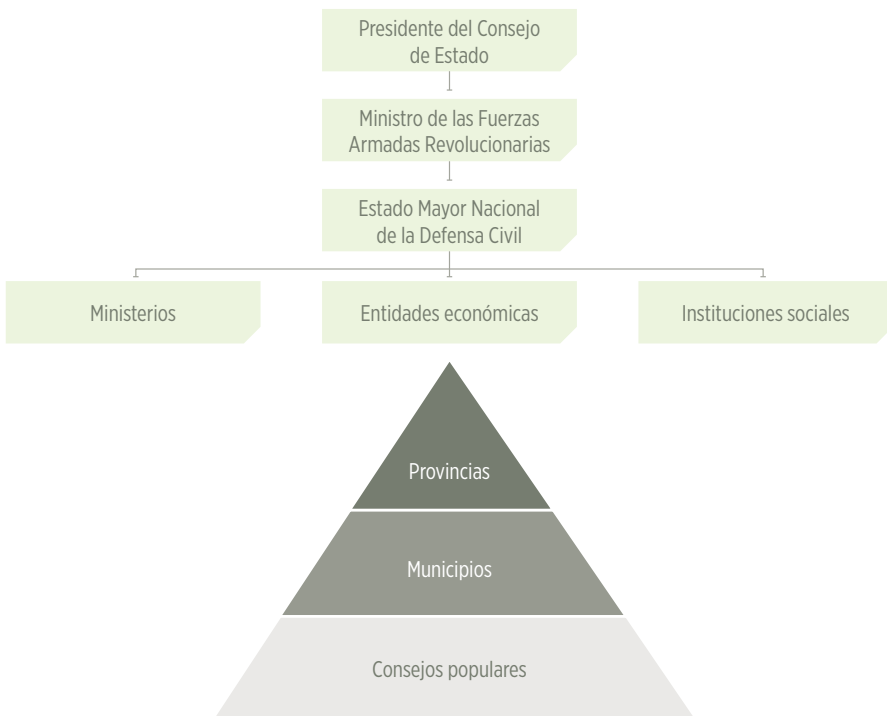 Presidente del Consejo
de Estado
Ministro de las Fuerzas
Armadas Revolucionarias
Estado Mayor Nacional
de la Defensa Civil
Ministerios
Entidades económicas
Instituciones sociales
Provincias
Municipios
Consejos populares